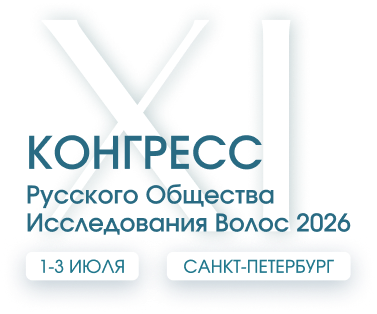 XI
КОНГРЕСС
Русского Общества
Исследования Волос 2026
1-3 ИЮЛЯ
САНКТ-ПЕТЕРБУРГ